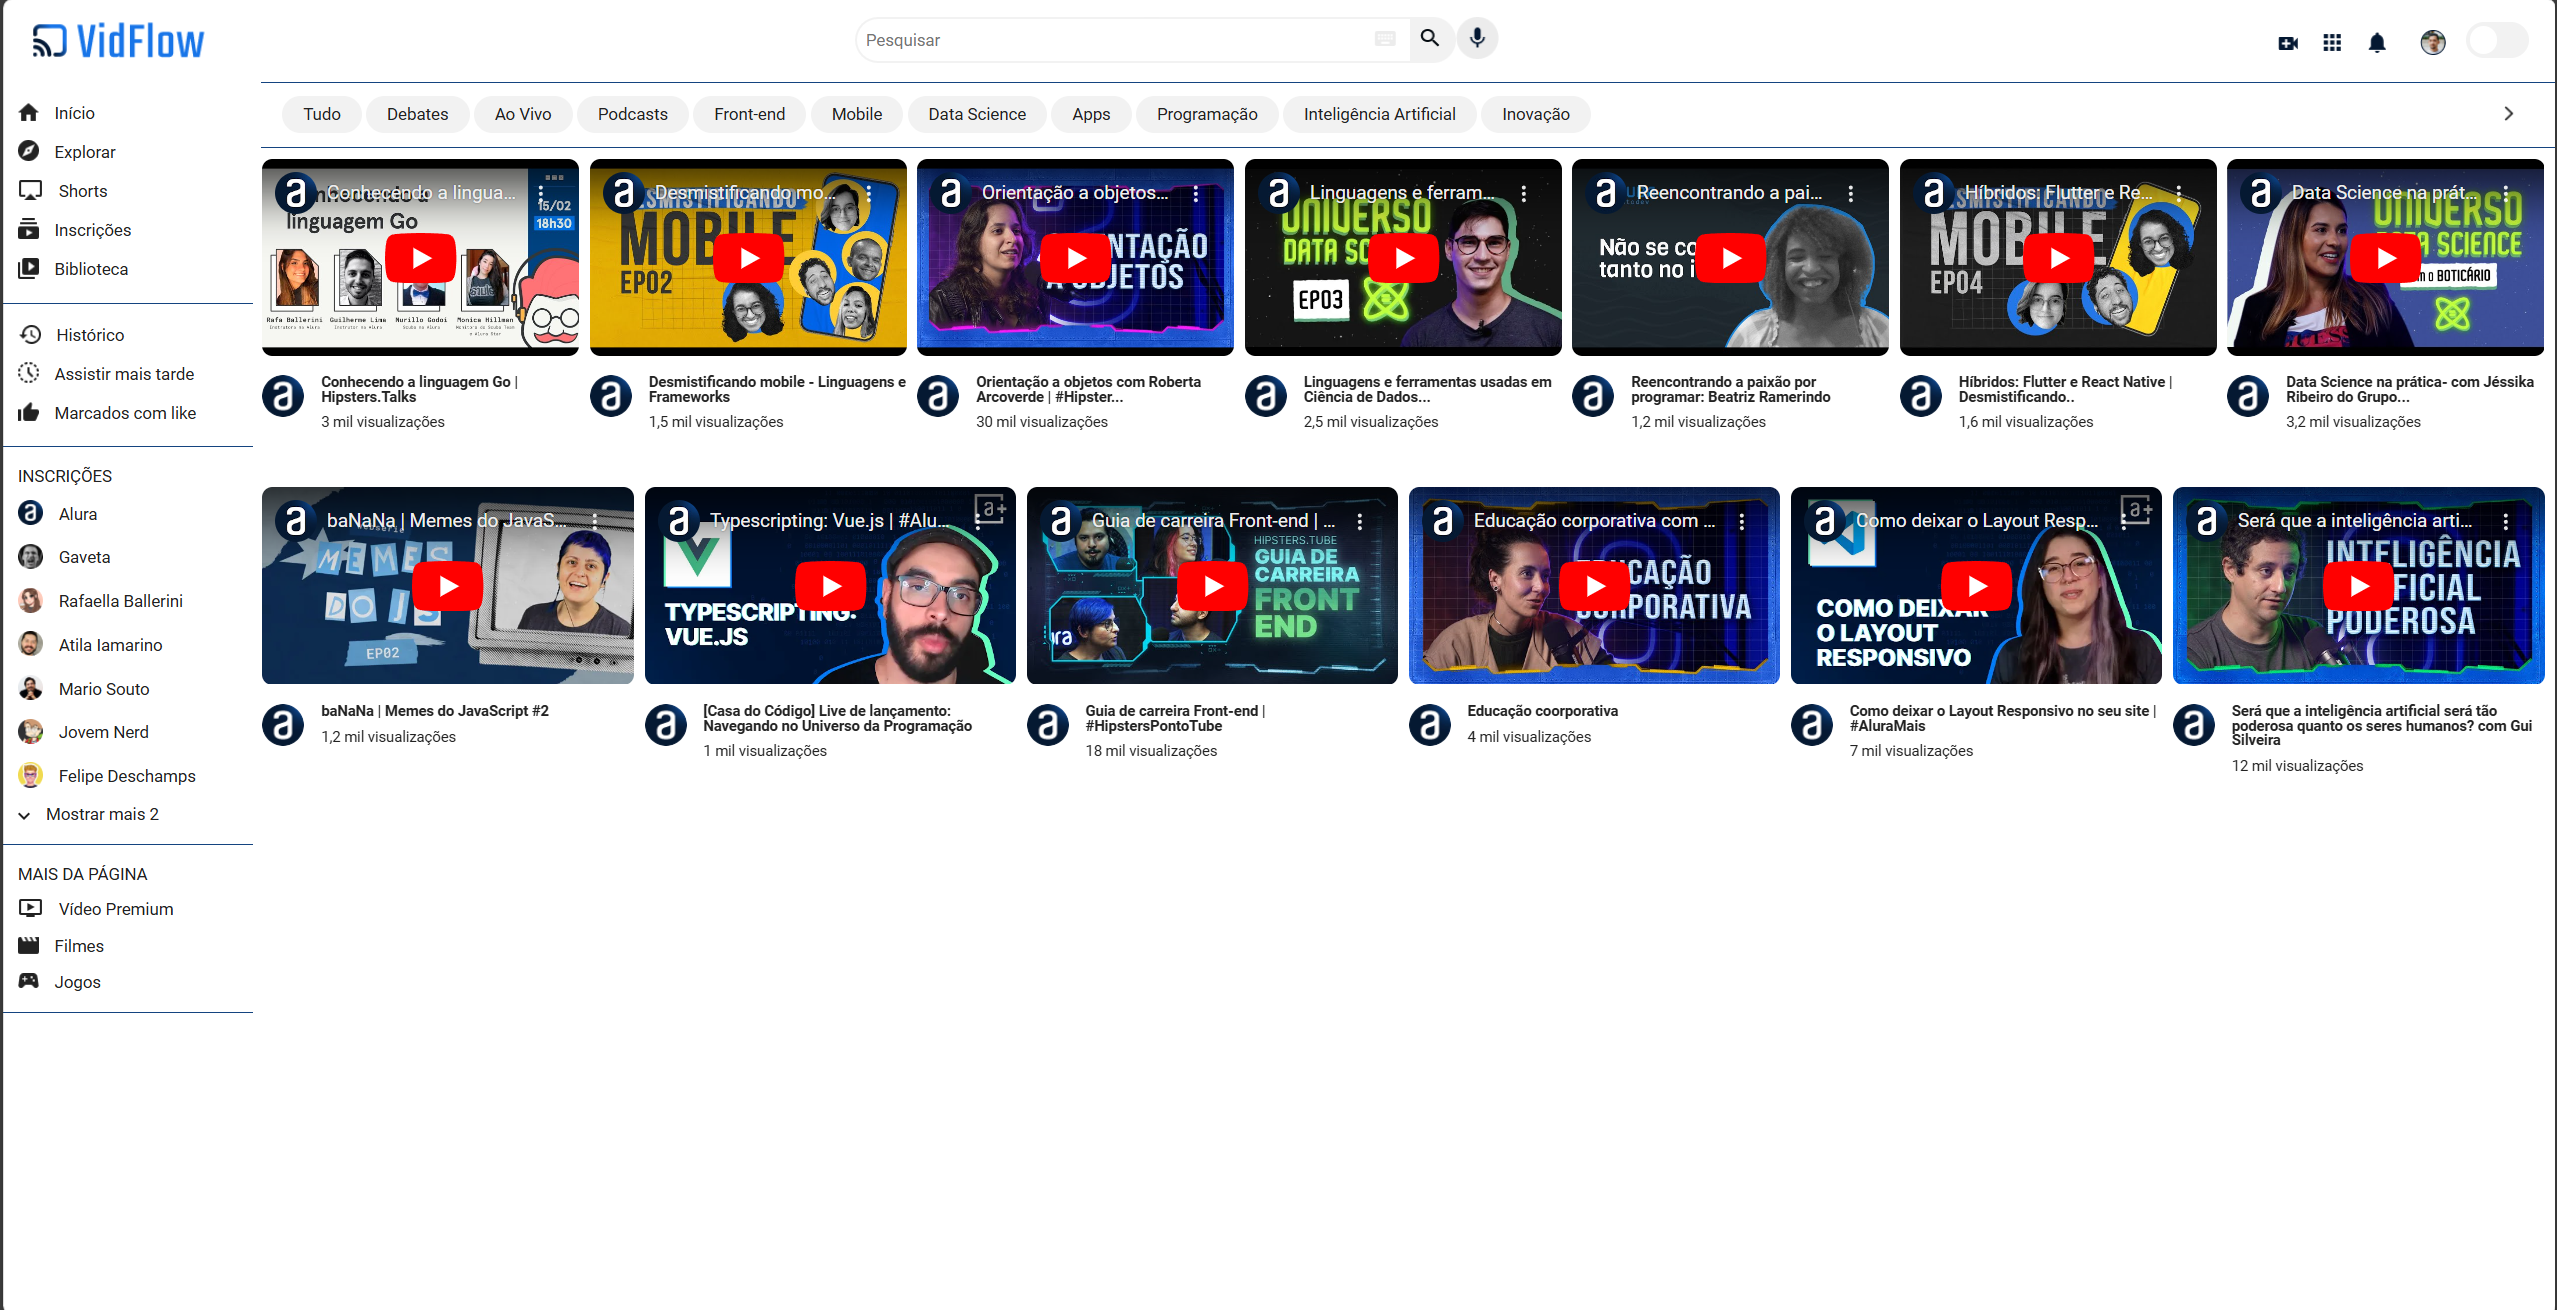 VidFlow
Pesquisar
Início
Explorar
Shorts
Inscrições
Biblioteca
Histórico
Assistir mais tarde
Marcados com like
INSCRIÇÕES
Alura
Gaveta
Rafaella Ballerini
Atila Iamarino
Mario Souto
Jovem Nerd
Felipe Deschamps
Mostrar mais 2
MAIS DA PÁGINA
Vídeo Premium
Filmes
Jogos
Tudo
Debates
Ao Vivo
Podcasts
Front-end
Mobile
Data Science
Apps
Programação
Inteligência Artificial
Inovação
Conhecendo a lingua...
linguagem Go
15/02
18h30
Rafa Ballerini
Guilherme Lima
Murillo Godoi
Monica Hillman
Conhecendo a linguagem Go |
Hipsters.Talks
3 mil visualizações
Desmistificando mo...
EP02
Desmistificando mobile - Linguagens e
Frameworks
1,5 mil visualizações
Orientação a objetos...
Orientação a objetos com Roberta
Arcoverde | #Hipster...
30 mil visualizações
Linguagens e ferram...
UNIVERSO
EP03
Linguagens e ferramentas usadas em
Ciência de Dados...
2,5 mil visualizações
Reencontrando a pai...
Não se
tanto no
Reencontrando a paixão por
programar: Beatriz Ramerindo
1,2 mil visualizações
Híbridos: Flutter e Re...
EP04
Híbridos: Flutter e React Native |
Desmistificando..
1,6 mil visualizações
Data Science na prát...
UNIVERSO
SCIENCE
O BOTICÁRIO
Data Science na prática- com Jéssika
Ribeiro do Grupo...
3,2 mil visualizações
baNaNa | Memes do JavaS...
MEMES
DO JS
EP02
baNaNa | Memes do JavaScript #2
1,2 mil visualizações
Typescripting: Vue.js | #Alu...
a+
TYPESCRIPTING:
VUE.JS
[Casa do Código] Live de lançamento:
Navegando no Universo da Programação
1 mil visualizações
Guia de carreira Front-end | ...
HIPSTERS.TUBE
GUIA DE
CARREIRA
FRONT
END
Guia de carreira Front-end |
#HipstersPontoTube
18 mil visualizações
Educação corporativa com ...
CORPORATIVA
Educação coorporativa
4 mil visualizações
Como deixar o Layout Resp...
a+
COMO DEIXAR
O LAYOUT
RESPONSIVO
Como deixar o Layout Responsivo no seu site |
#AluraMais
7 mil visualizações
Será que a inteligência arti...
INTELIGÊNCIA
PODEROSA
Será que a inteligência artificial será tão
poderosa quanto os seres humanos? com Gui
Silveira
12 mil visualizações